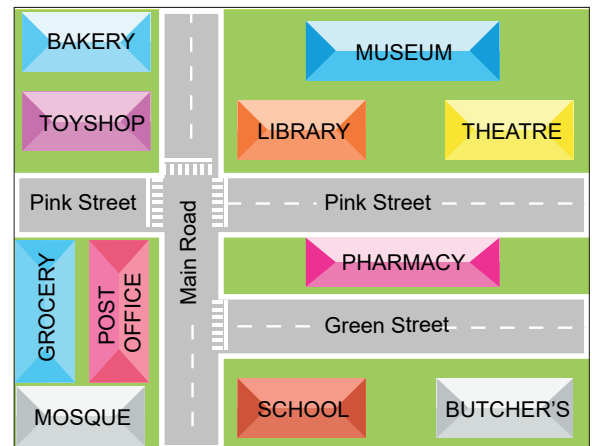 BAKERY
MUSEUM
TOYSHOP
LIBRARY
THEATRE
Pink Street
Pink Street
Main Road
GROCERY
POST
OFFICE
PHARMACY
Green Street
MOSQUE
SCHOOL
BUTCHER'S